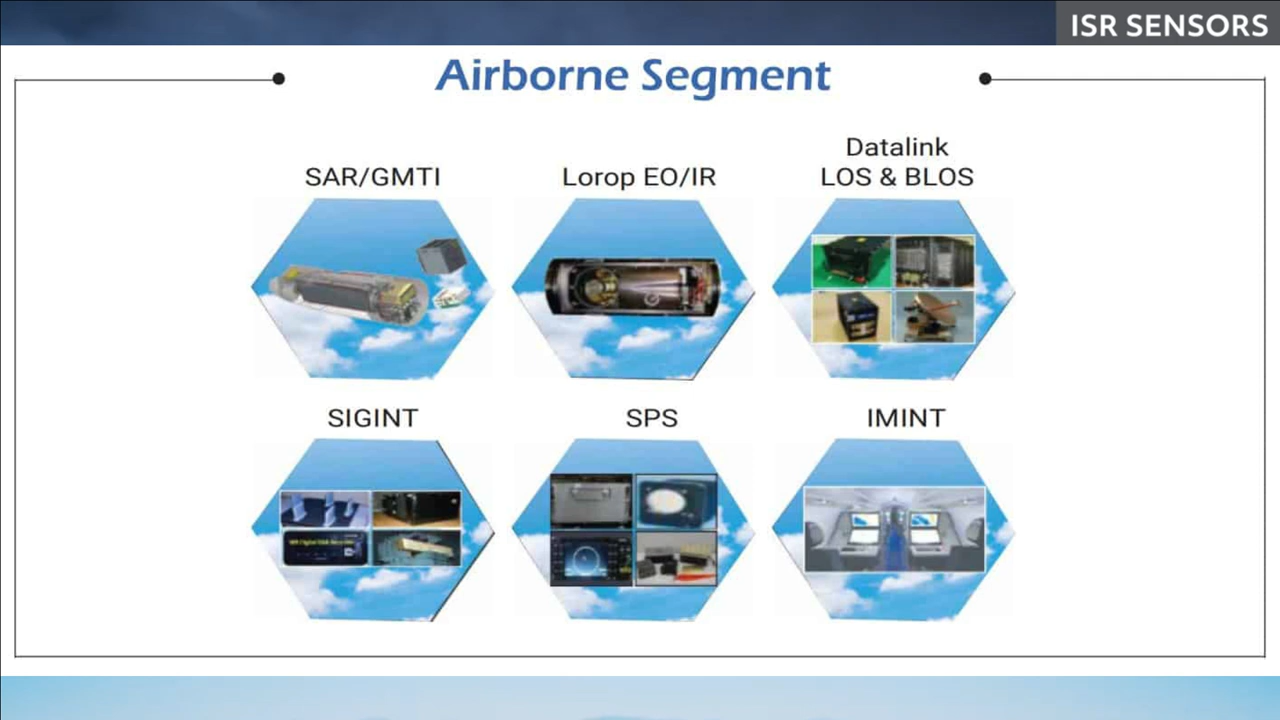 ISR SENSORS
Airborne Segment
SAR/GMTI
Lorop EO/IR
Datalink
LOS & BLOS
SIGINT
SPS
IMINT